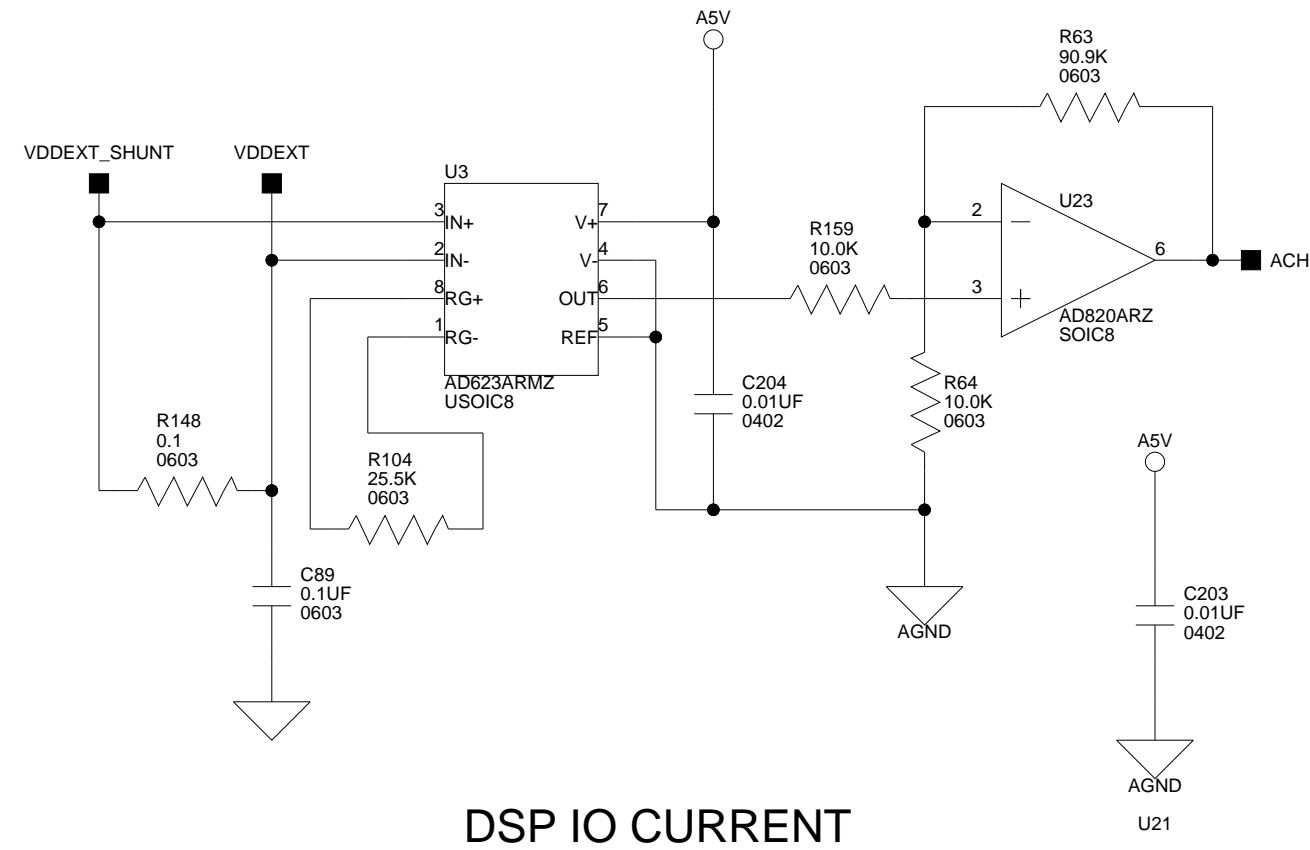 A5V
R63
90.9K
0603
VDDEXT_SHUNT
VDDEXT
U3
3
IN+
V+
7
2
IN-
V-
4
8
RG+
OUT
6
1
RG-
REF
5
AD623ARMZ
USOIC8
R159
10.0K
0603
U23
2
3
6
ACH
AD820ARZ
SOIC8
C204
0.01UF
0402
R64
10.0K
0603
R148
0.1
0603
R104
25.5K
0603
A5V
C89
0.1UF
0603
AGND
C203
0.01UF
0402
AGND
U21
DSP IO CURRENT